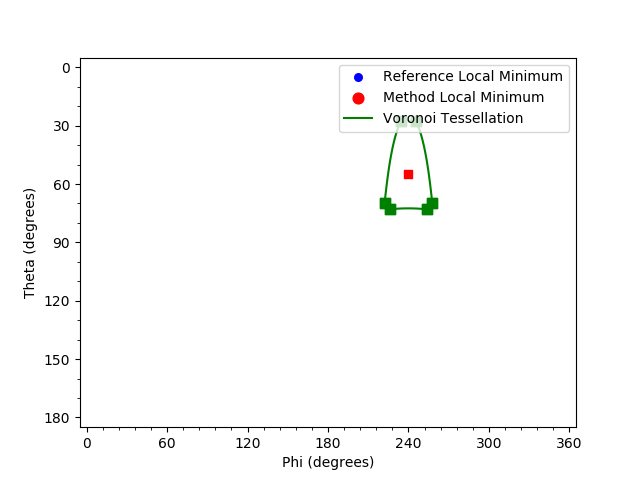 Reference Local Minimum
Method Local Minimum
Voronoi Tessellation
0
30
60
90
120
150
180
Theta (degrees)
0
60
120
180
240
300
360
Phi (degrees)